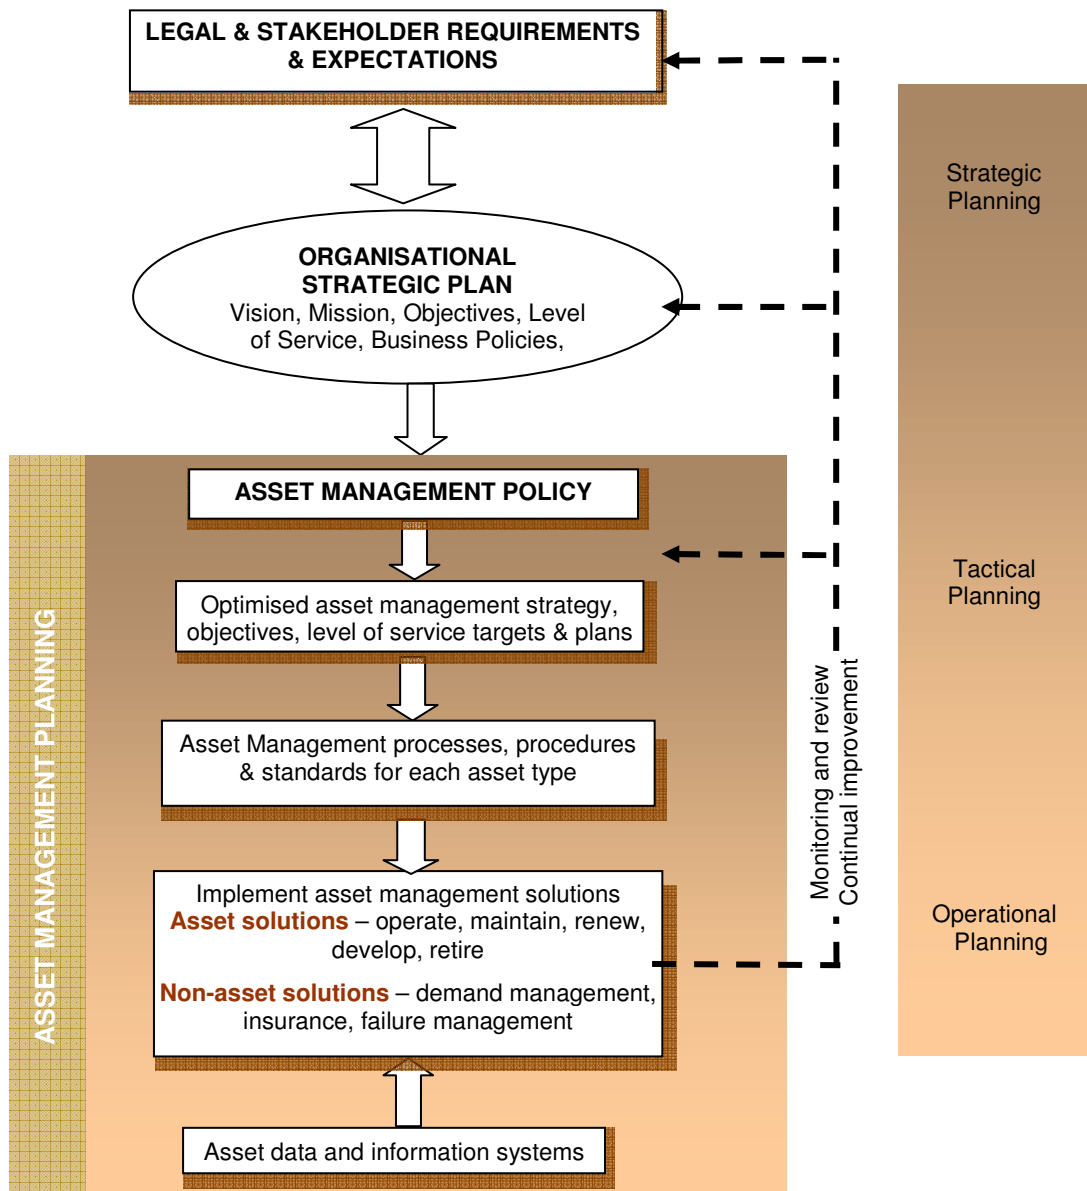 LEGAL & STAKEHOLDER REQUIREMENTS
& EXPECTATIONS
ORGANISATIONAL
STRATEGIC PLAN
Vision, Mission, Objectives, Level
of Service, Business Policies,
ASSET MANAGEMENT PLANNING
ASSET MANAGEMENT POLICY
Optimised asset management strategy,
objectives, level of service targets & plans
Asset Management processes, procedures
& standards for each asset type
Implement asset management solutions
Asset solutions – operate, maintain, renew,
develop, retire
Non-asset solutions – demand management,
insurance, failure management
Asset data and information systems
Monitoring and review
Continual improvement
Strategic
Planning
Tactical
Planning
Operational
Planning